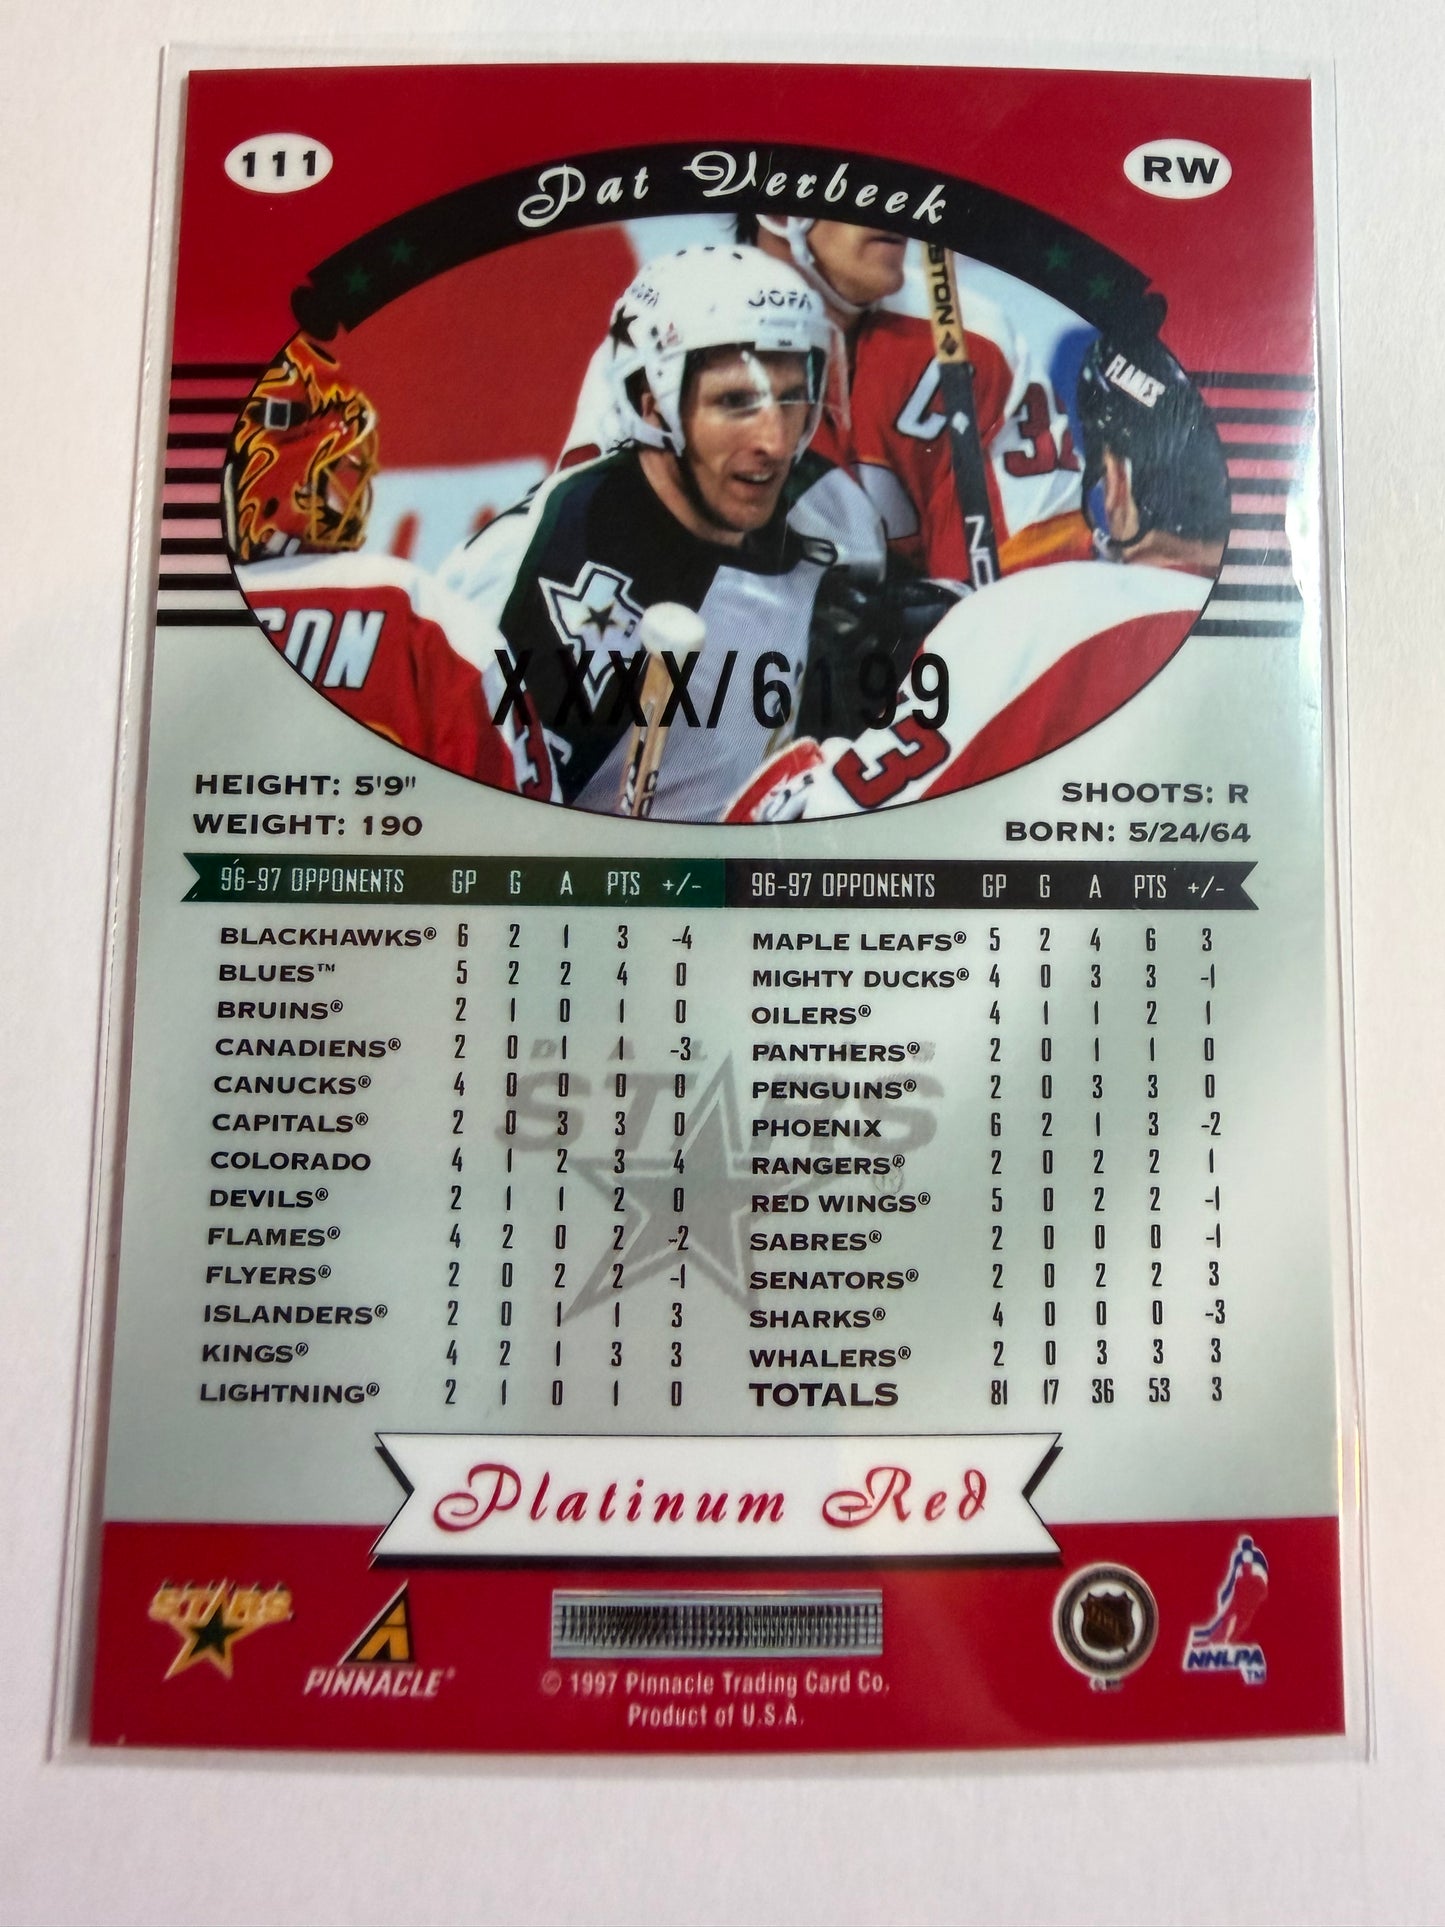 111
RW
Pat Verbeek
JOFA
FLAMES
XXXX/6199
HEIGHT: 5'9"
WEIGHT: 190
SHOOTS: R
BORN: 5/24/64
96-97 OPPONENTS GP G A PTS +/-
BLACKHAWKS® 6 2 1 3 -4
BLUES™ 5 2 2 4 0
BRUINS® 2 1 0 1 0
CANADIENS® 2 0 1 1 -3
CANUCKS® 4 0 0 0 0
CAPITALS® 2 0 3 3 0
COLORADO 4 1 2 3 4
DEVILS® 2 1 1 2 0
FLAMES® 4 2 0 2 -2
FLYERS® 2 0 2 2 -1
ISLANDERS® 2 0 1 1 3
KINGS® 4 2 1 3 3
LIGHTNING® 2 1 0 1 0
96-97 OPPONENTS GP G A PTS +/-
MAPLE LEAFS® 5 2 4 6 3
MIGHTY DUCKS® 4 0 3 3 -1
OILERS® 4 1 1 2 1
PANTHERS® 2 0 1 1 0
PENGUINS® 2 0 3 3 0
PHOENIX 6 2 1 3 -2
RANGERS® 2 0 2 2 1
RED WINGS® 5 0 2 2 -1
SABRES® 2 0 0 0 -1
SENATORS® 2 0 2 2 3
SHARKS® 4 0 0 0 -3
WHALERS® 2 0 3 3 3
TOTALS 81 17 36 53 3
DALLAS
STARS
Platinum Red
STARS
PINNACLE®
© 1997 Pinnacle Trading Card Co.
Product of U.S.A.
NHL
NHLPA
™